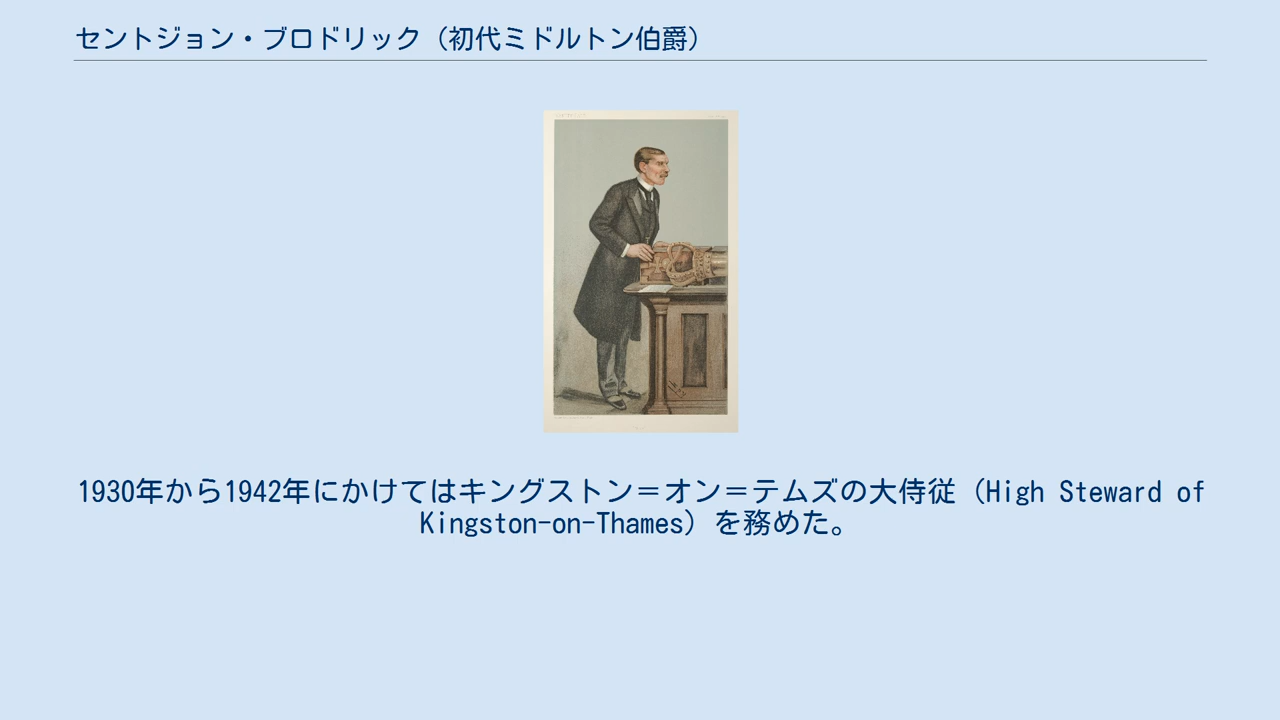 セントジョン・ブロドリック（初代ミドルトン伯爵）
1930年から1942年にかけてはキングストン＝オン＝テムズの大侍従（High Steward of
Kingston-on-Thames）を務めた。